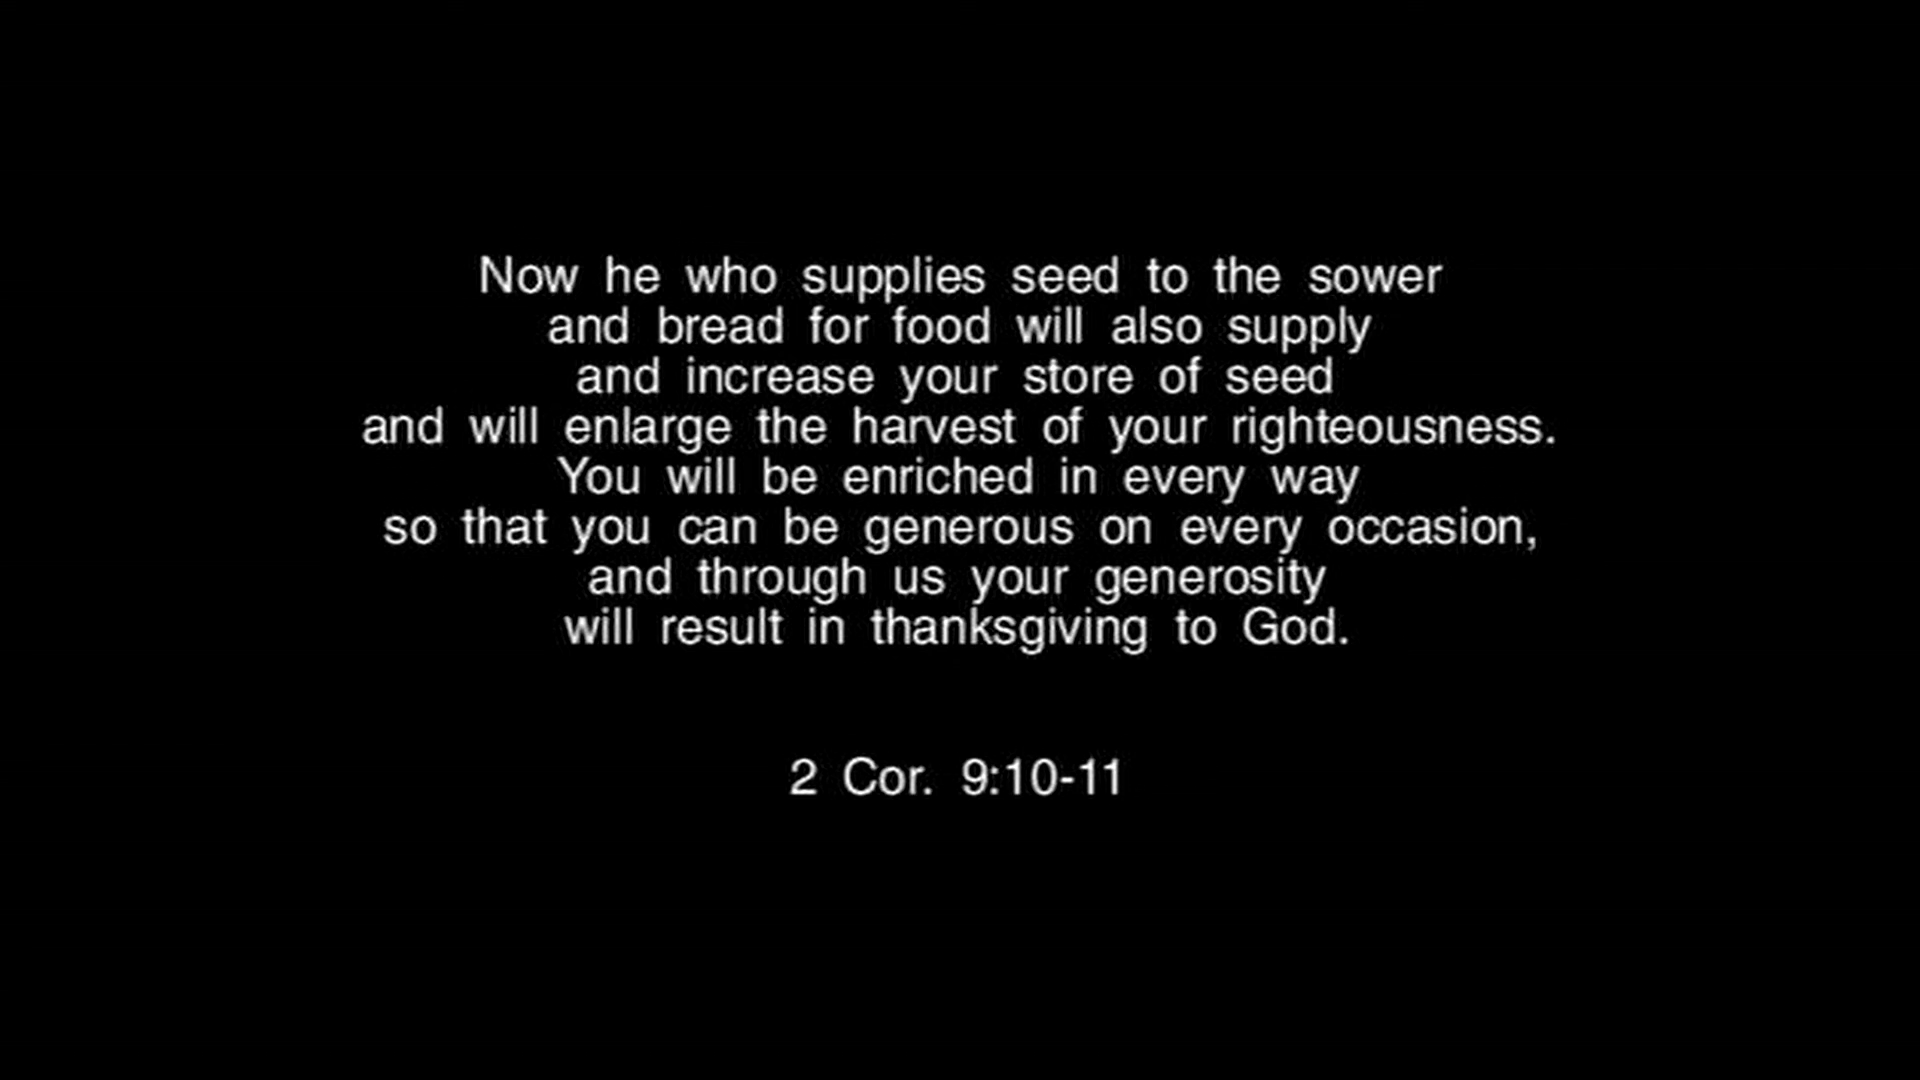 Now he who supplies seed to the sower
and bread for food will also supply
and increase your store of seed
and will enlarge the harvest of your righteousness.
You will be enriched in every way
so that you can be generous on every occasion,
and through us your generosity
will result in thanksgiving to God.
2 Cor. 9:10-11